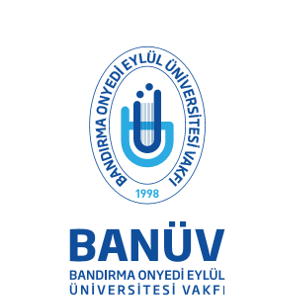 BANDIRMA ONYEDİ EYLÜL ÜNİVERSİTESİ VAKFI
1998
BANÜV
BANDIRMA ONYEDİ EYLÜL
ÜNİVERSİTESİ VAKFI